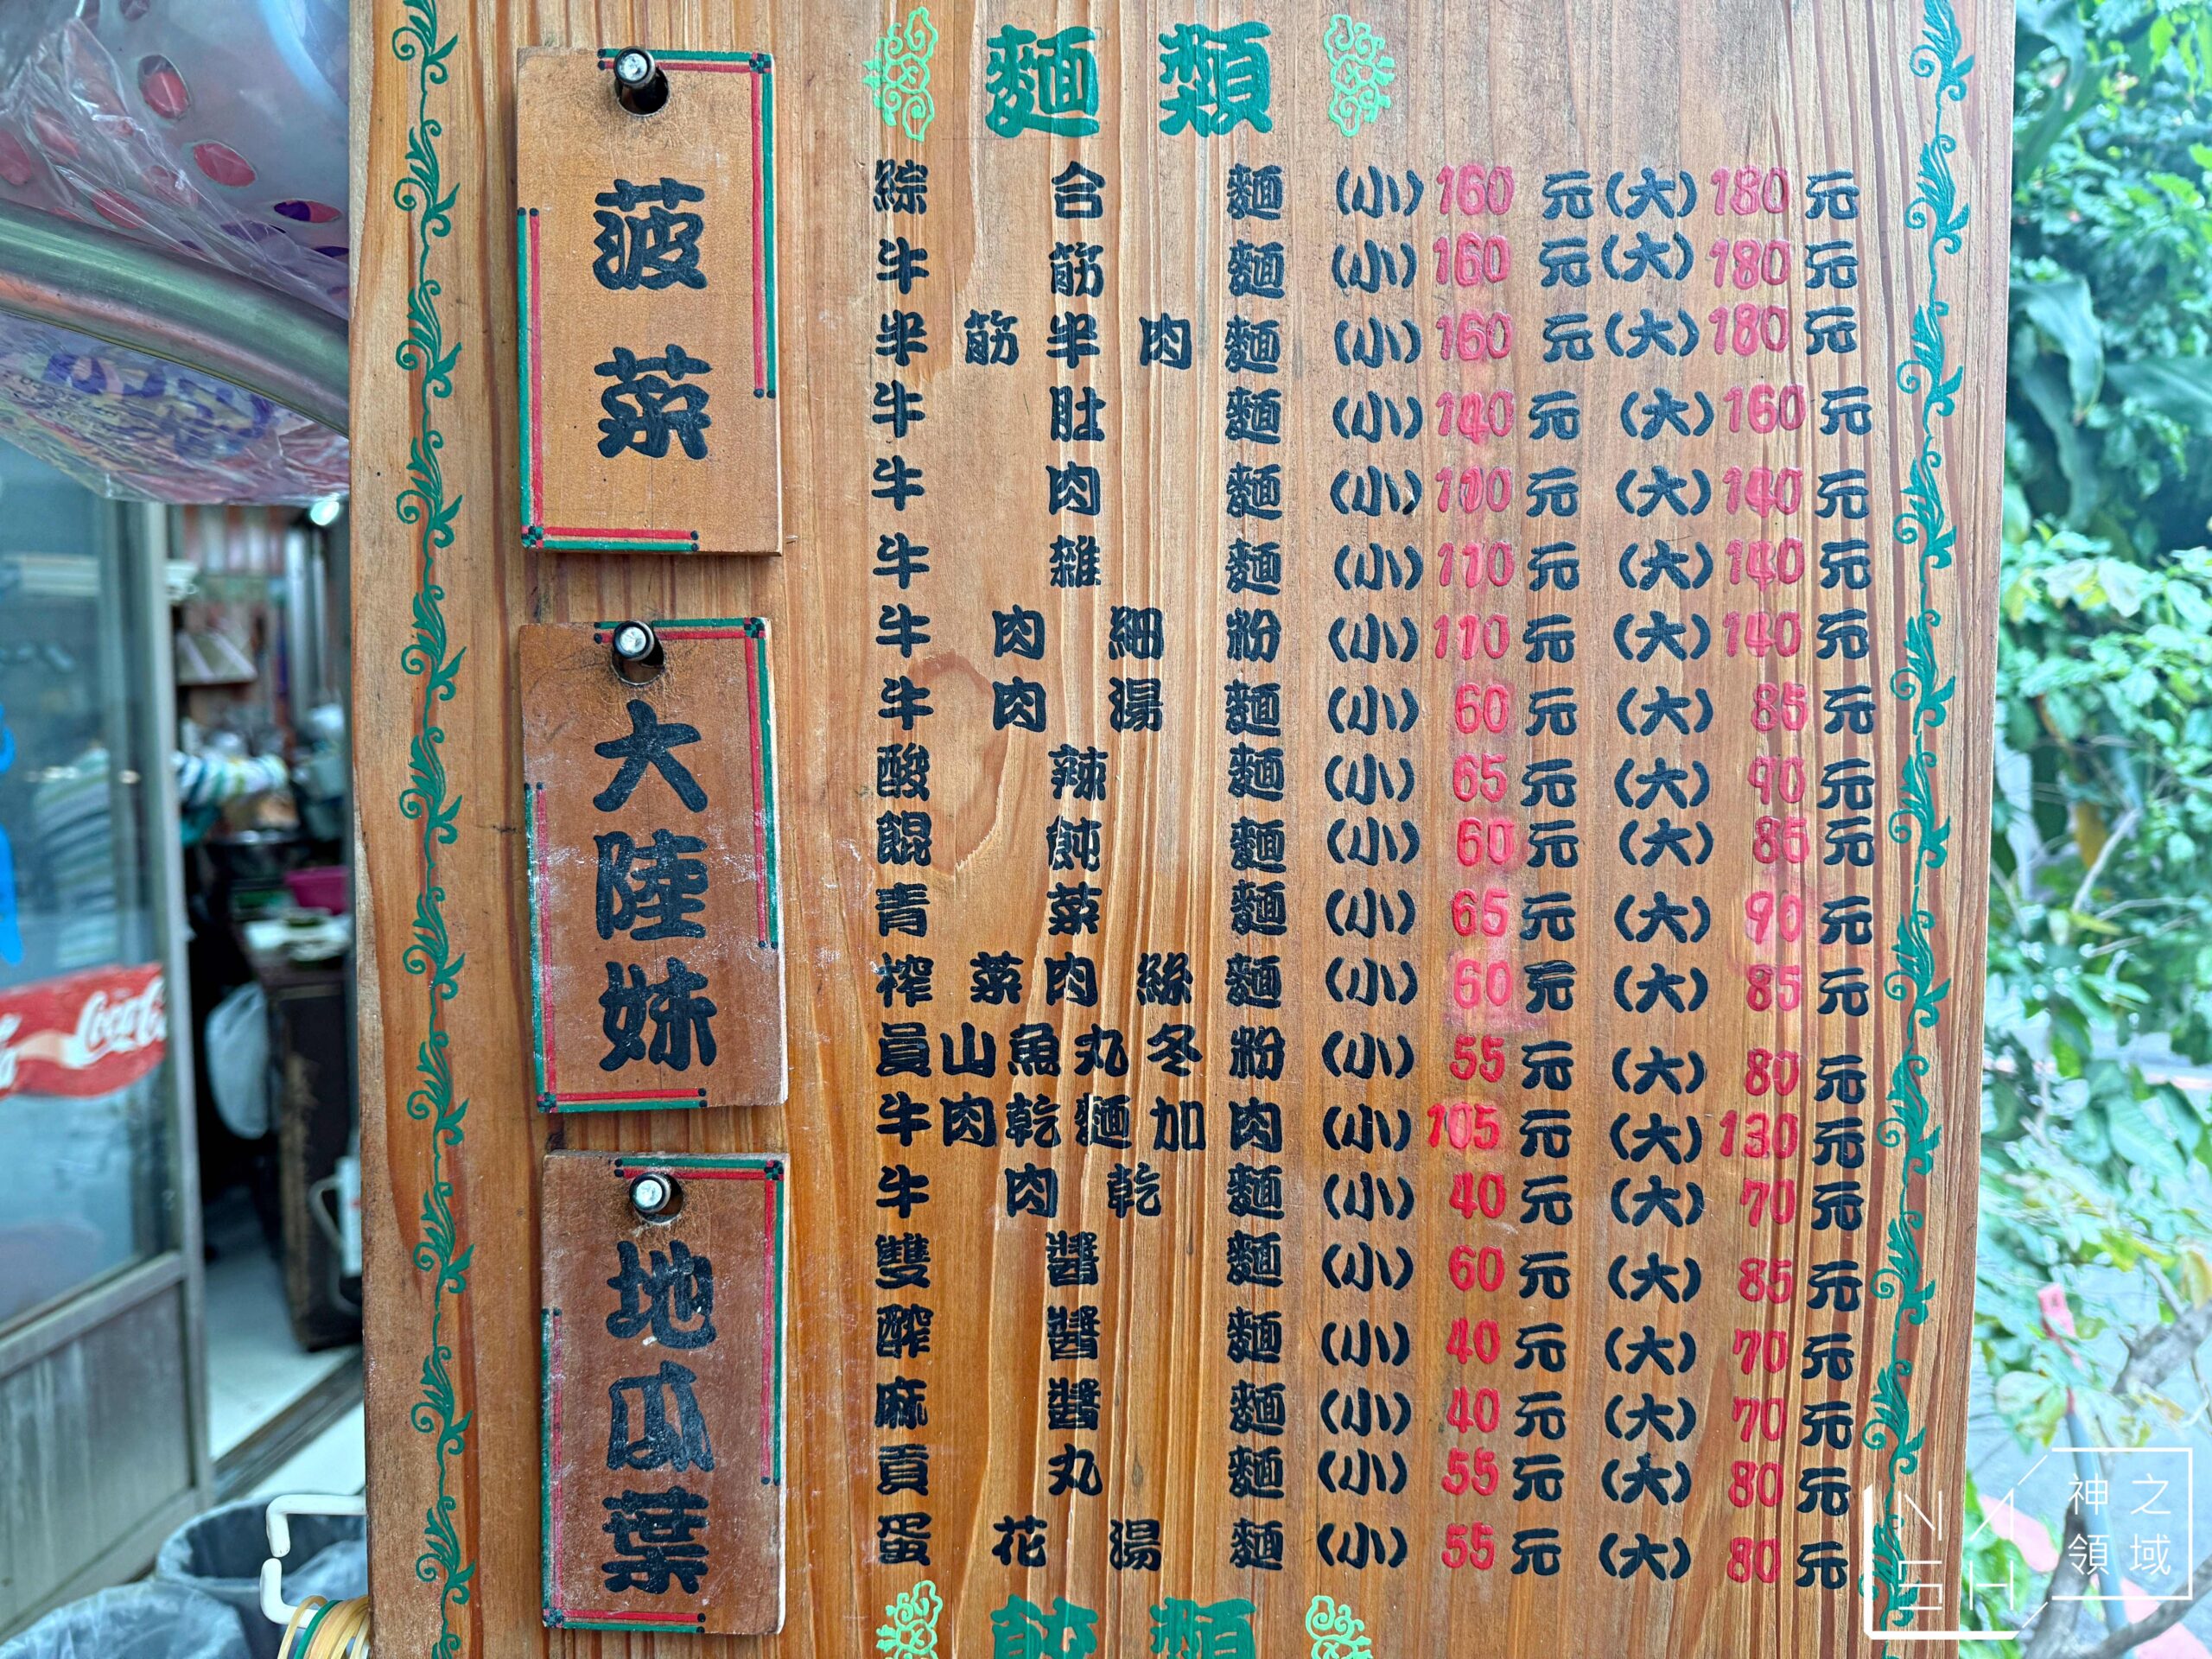 菠菜
大陸妹
地瓜葉
麵類
綜合麵(小)160元(大)180元
牛筋麵(小)160元(大)180元
半筋半肉麵(小)160元(大)180元
牛肚麵(小)140元(大)160元
牛肉麵(小)110元(大)140元
牛雜麵(小)110元(大)140元
牛肉細粉(小)110元(大)140元
牛肉湯麵(小)60元(大)85元
酸辣麵(小)65元(大)90元
餛飩麵(小)60元(大)85元
青菜麵(小)65元(大)90元
榨菜肉絲麵(小)60元(大)85元
員山魚丸冬粉(小)55元(大)80元
牛肉乾麵加肉(小)105元(大)130元
牛肉乾麵(小)40元(大)70元
雙醬麵(小)60元(大)85元
酢醬麵(小)40元(大)70元
麻醬麵(小)40元(大)70元
貢丸麵(小)55元(大)80元
蛋花湯麵(小)55元(大)80元
餃類
Coca-C
NASH
神之
領域